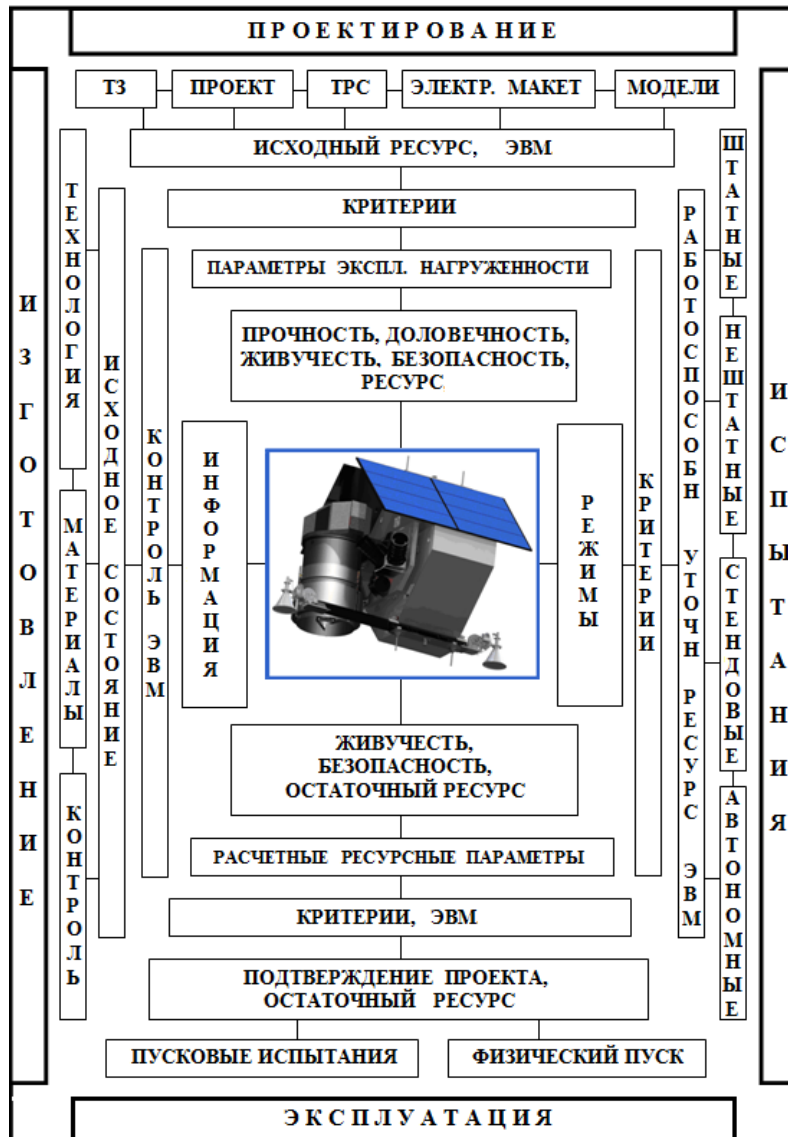 ПРОЕКТИРОВАНИЕ
ТЗ
ПРОЕКТ
ТРС
ЭЛЕКТР. МАКЕТ
МОДЕЛИ
ИСХОДНЫЙ РЕСУРС, ЭВМ
КРИТЕРИИ
ПАРАМЕТРЫ ЭКСПЛ. НАГРУЖЕННОСТИ
ПРОЧНОСТЬ, ДОЛОВЕЧНОСТЬ,
ЖИВУЧЕСТЬ, БЕЗОПАСНОСТЬ,
РЕСУРС
ИЗГОТОВЛЕНИЕ
ТЕХНОЛОГИЯ
МАТЕРИАЛЫ
КОНТРОЛЬ
ИСХОДНОЕ СОСТОЯНИЕ
КОНТРОЛЬ ЭВМ
ИНФОРМАЦИЯ
РЕЖИМЫ
КРИТЕРИИ
РАБОТОСПОСОБН УТОЧН РЕСУРС ЭВМ
ШТАТНЫЕ
НЕШТАТНЫЕ
СТЕНДОВЫЕ
АВТОНОМНЫЕ
ИСПЫТАНИЯ
ЖИВУЧЕСТЬ,
БЕЗОПАСНОСТЬ,
ОСТАТОЧНЫЙ РЕСУРС
РАСЧЕТНЫЕ РЕСУРСНЫЕ ПАРАМЕТРЫ
КРИТЕРИИ, ЭВМ
ПОДТВЕРЖДЕНИЕ ПРОЕКТА,
ОСТАТОЧНЫЙ РЕСУРС
ПУСКОВЫЕ ИСПЫТАНИЯ
ФИЗИЧЕСКИЙ ПУСК
ЭКСПЛУАТАЦИЯ